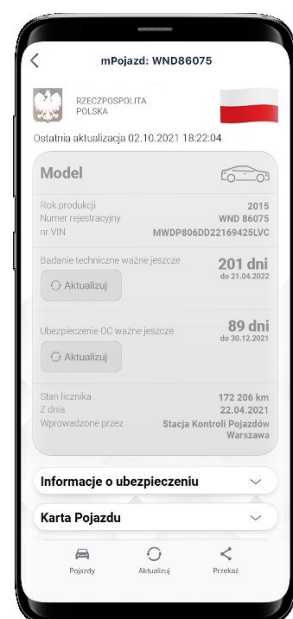 mPojazd: WND86075
RZECZPOSPOLITA
POLSKA
Ostatnia aktualizacja 02.10.2021 18:22:04
Model
Rok produkcji 2015
Numer rejestracyjny WND 86075
nr VIN MWDP806DD22169425LVC
Badanie techniczne ważne jeszcze 201 dni
do 21.04.2022
Aktualizuj
Ubezpieczenie OC ważne jeszcze 89 dni
do 30.12.2021
Aktualizuj
Stan licznika 172 206 km
Z dnia 22.04.2021
Wprowadzone przez Stacja Kontroli Pojazdów
Warszawa
Informacje o ubezpieczeniu
Karta Pojazdu
Pojazdy Aktualizuj Przekaż